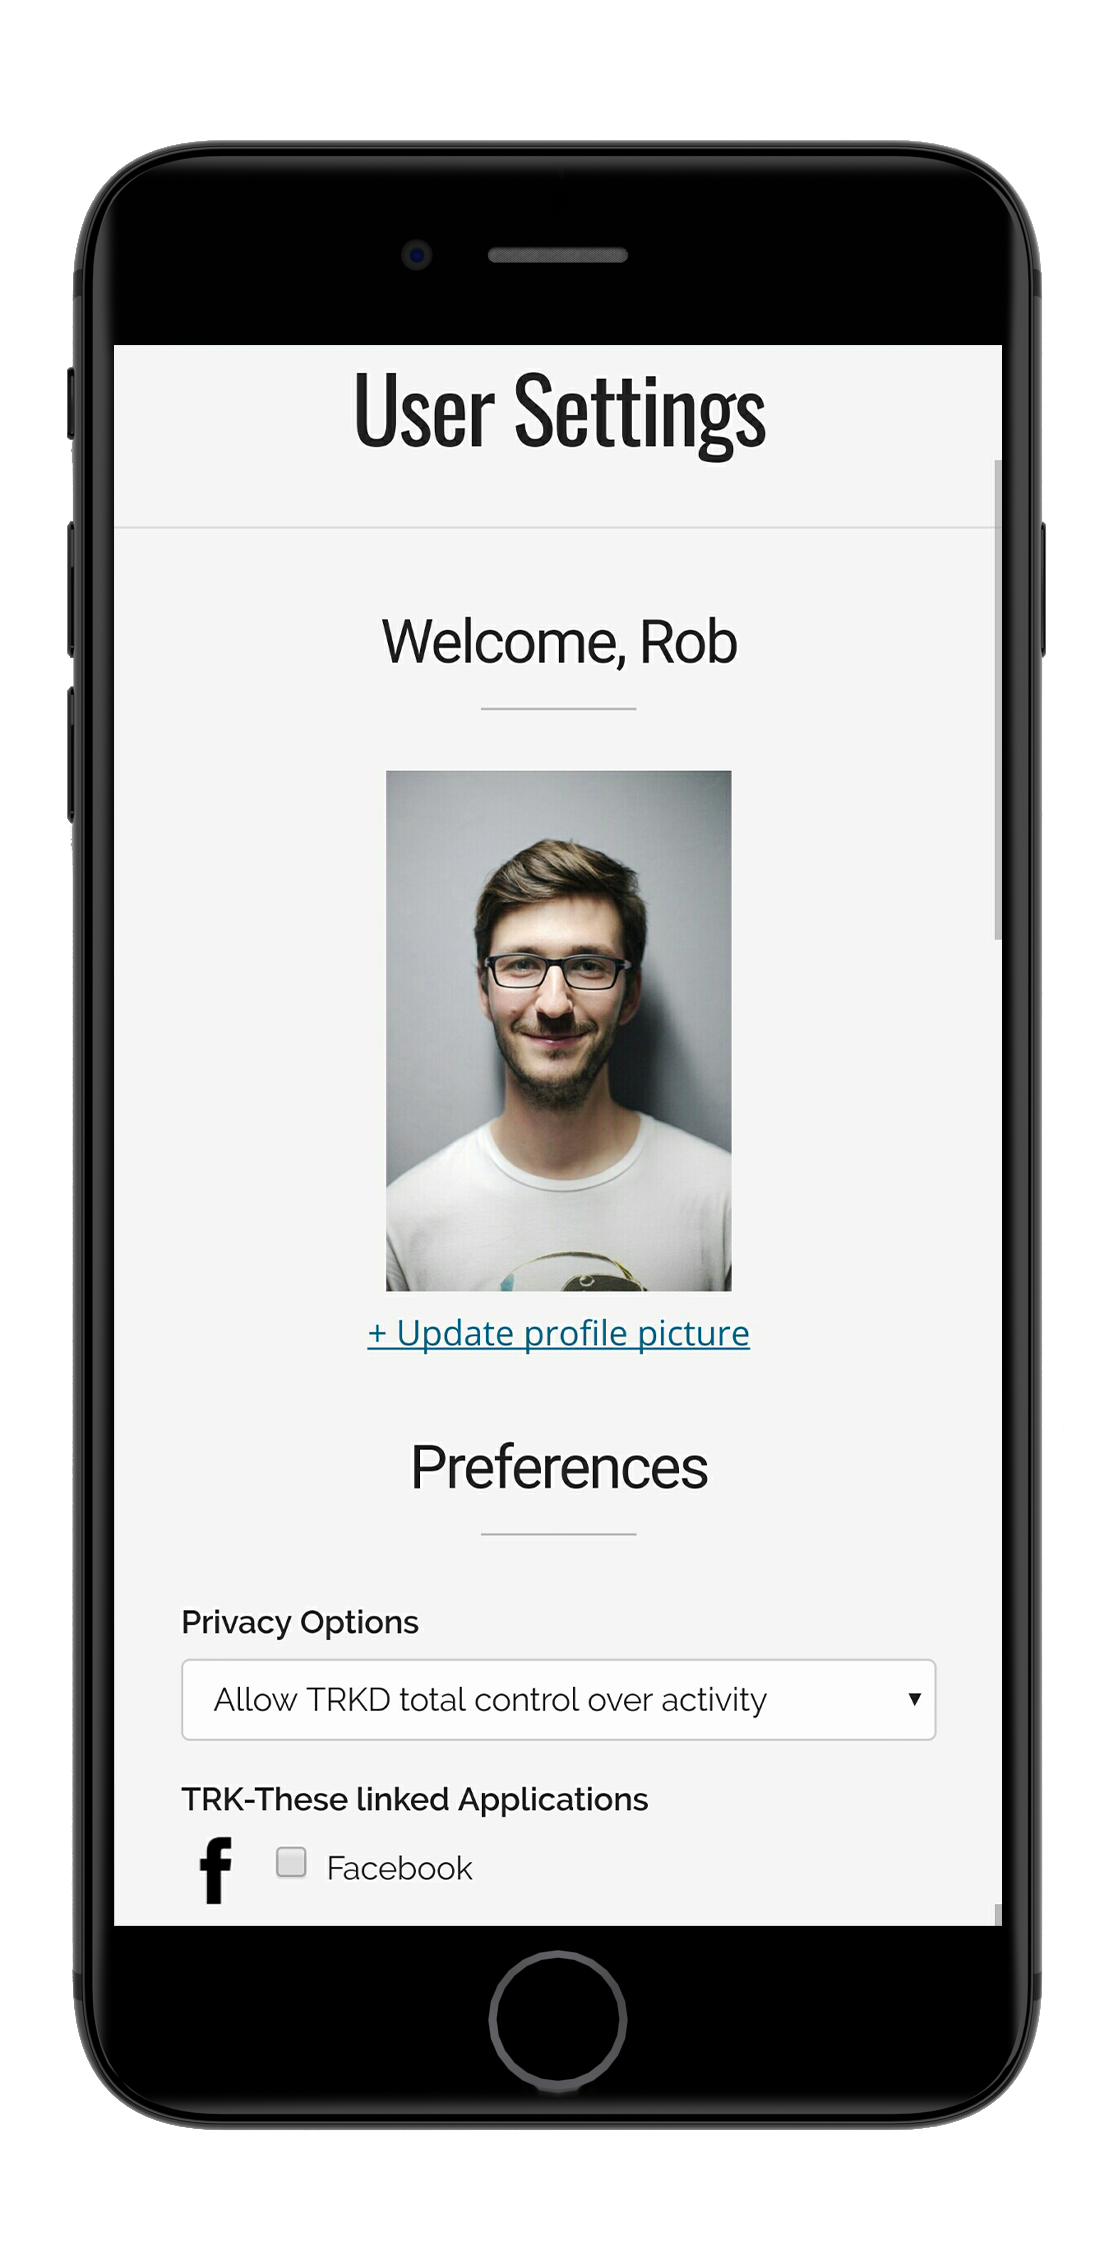 User Settings
Welcome, Rob
+ Update profile picture
Preferences
Privacy Options
Allow TRKD total control over activity
TRK-These linked Applications
Facebook